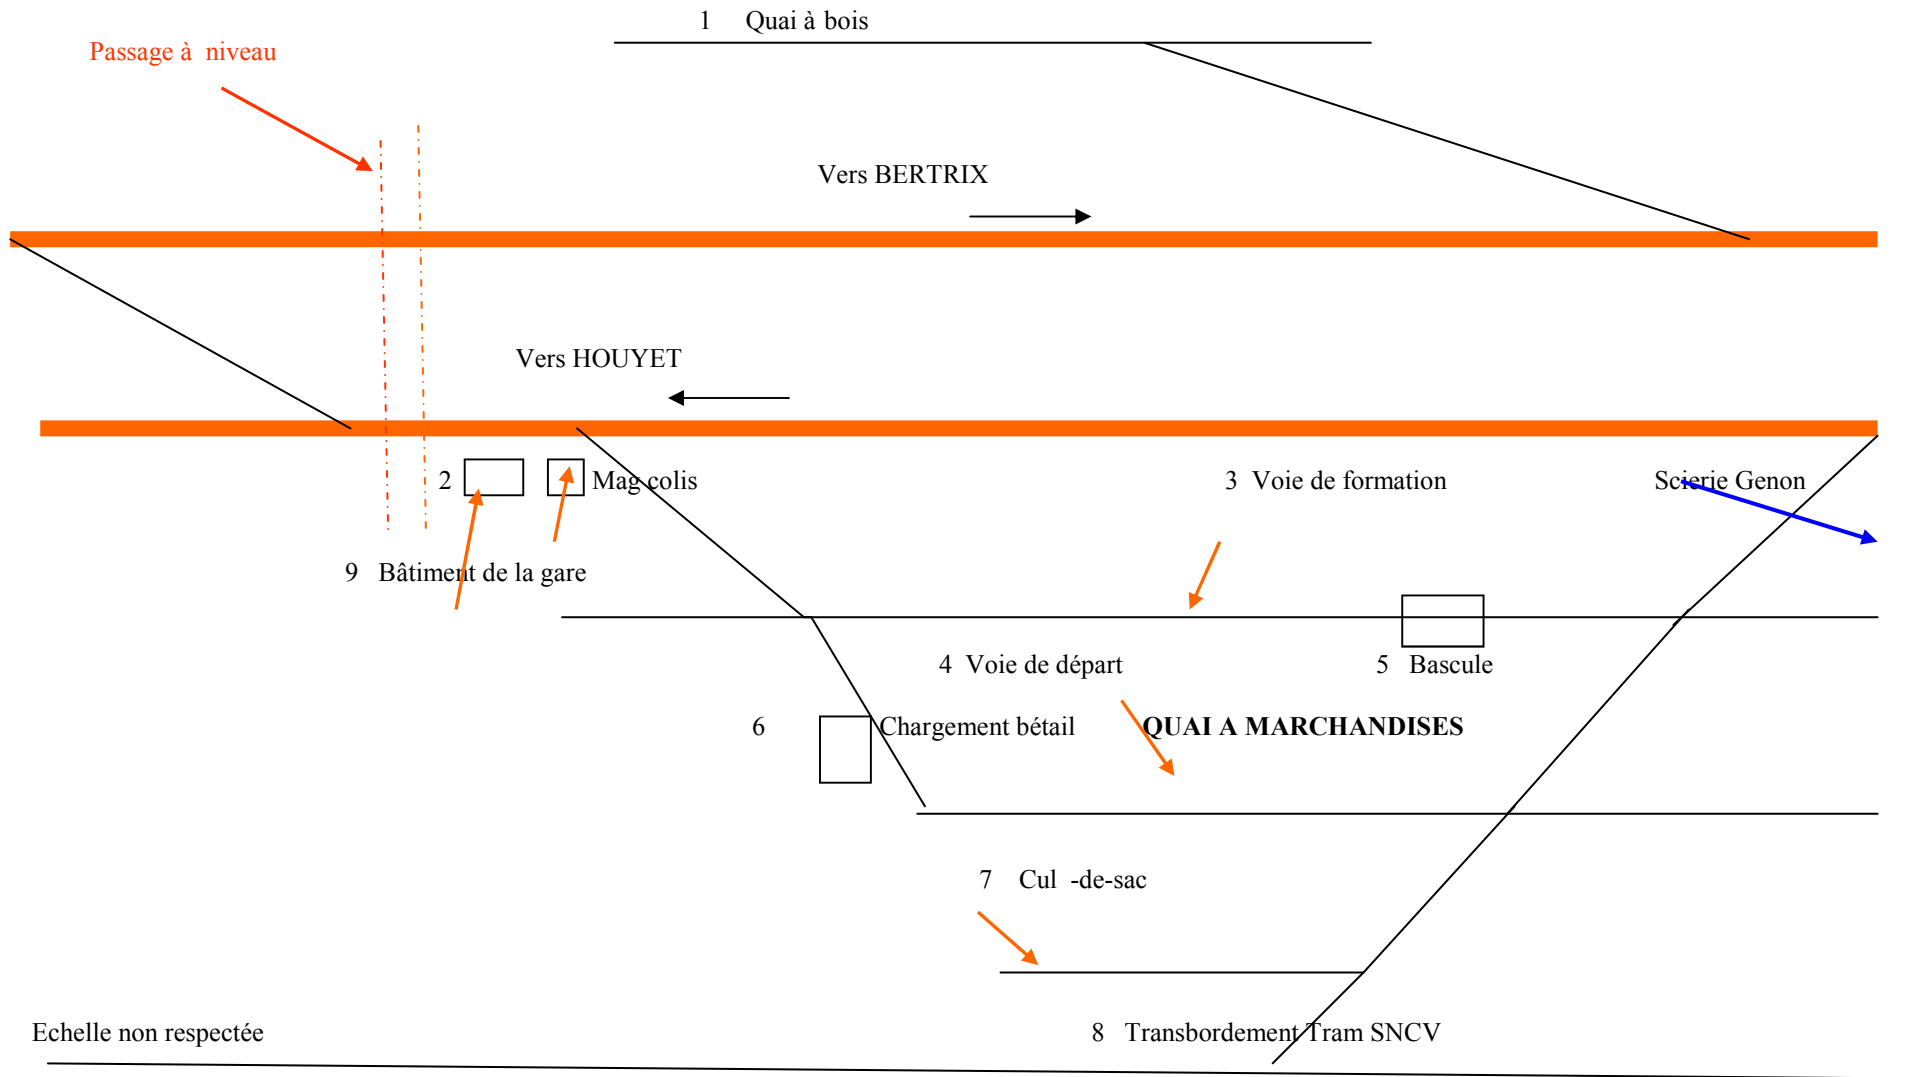 1 Quai à bois
Passage à niveau
Vers BERTRIX
Vers HOUYET
2 Mag colis
3 Voie de formation
Scierie Genon
9 Bâtiment de la gare
4 Voie de départ
5 Bascule
6 Chargement bétail
QUAI A MARCHANDISES
7 Cul -de-sac
Echelle non respectée
8 Transbordement Tram SNCV